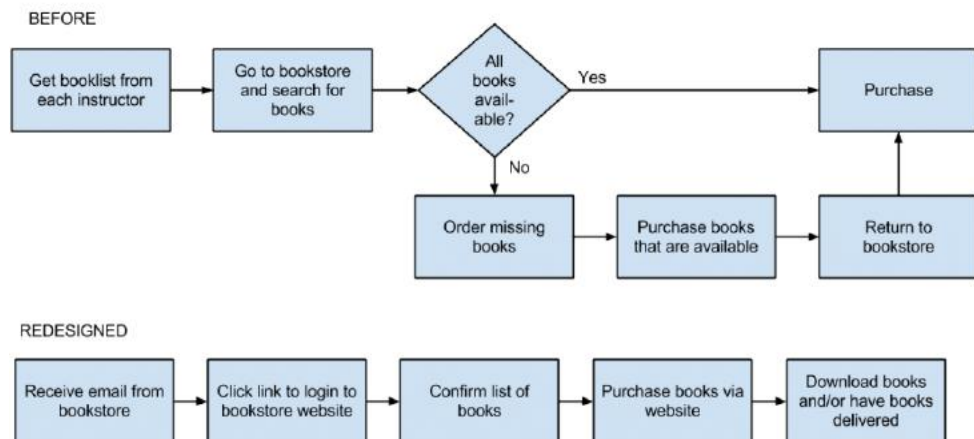 BEFORE
Get booklist from
each instructor
Go to bookstore
and search for
books
All
books
avail-
able?
Yes
Purchase
No
Order missing
books
Purchase books
that are available
Return to
bookstore
REDESIGNED
Receive email from
bookstore
Click link to login to
bookstore website
Confirm list of
books
Purchase books via
website
Download books
and/or have books
delivered